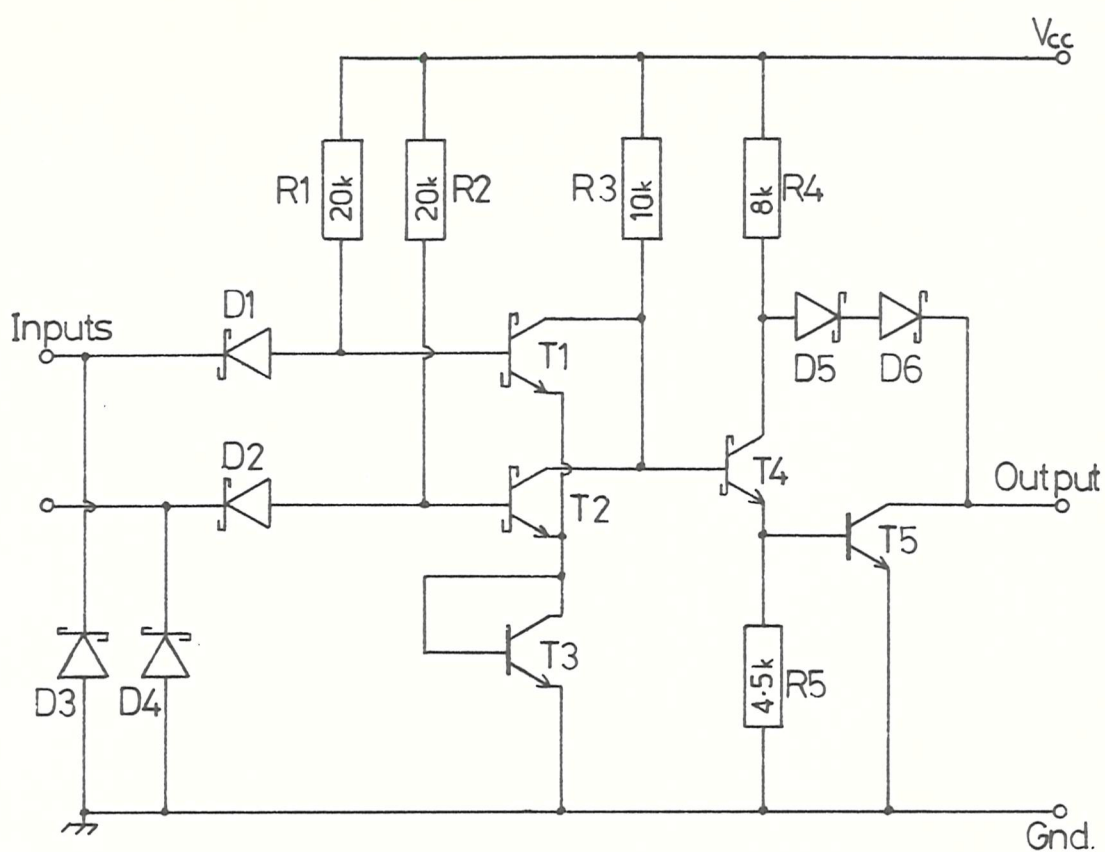 Vcc
R1
20k
20k
R2
R3
10k
8k
R4
D1
Inputs
T1
D5
D6
D2
T2
T4
Output
T5
T3
D3
D4
4.5k
R5
Gnd.